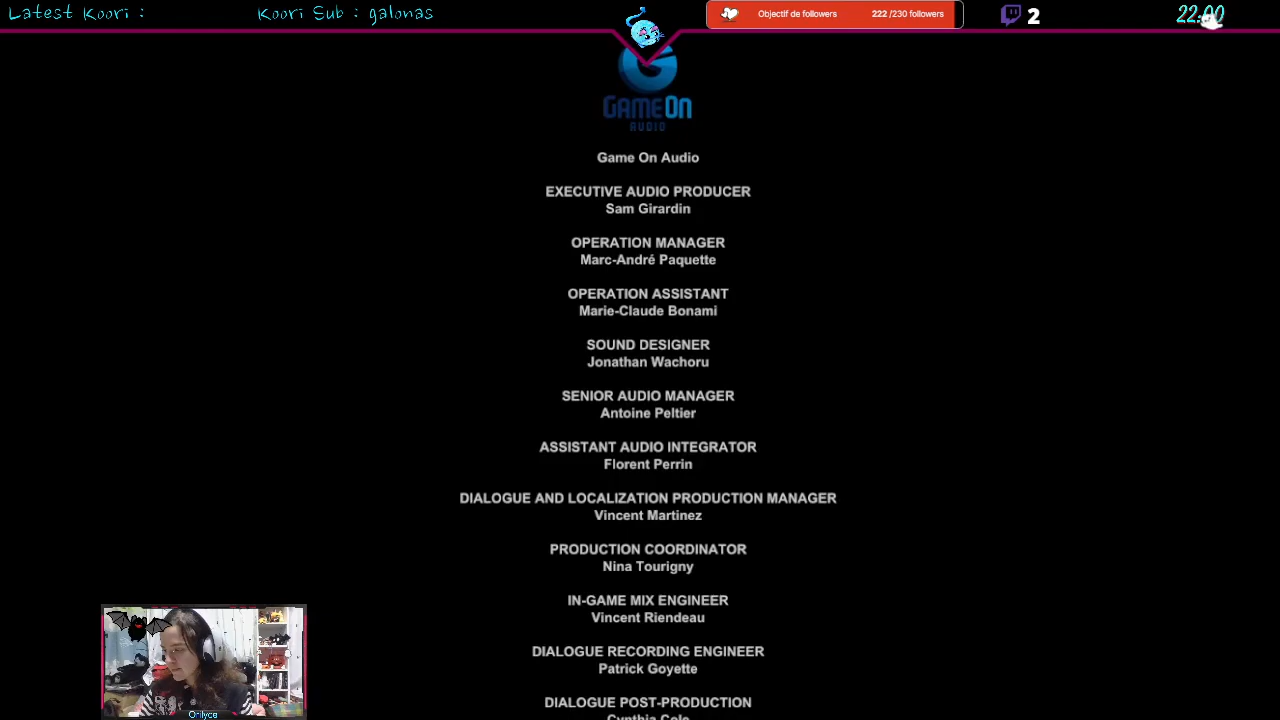 Latest Koori :
Koori Sub : galonas
Objectif de followers
222 /230 followers
2
22:00
GAMEON
AUDIO
Game On Audio
EXECUTIVE AUDIO PRODUCER
Sam Girardin
OPERATION MANAGER
Marc-André Paquette
OPERATION ASSISTANT
Marie-Claude Bonami
SOUND DESIGNER
Jonathan Wachoru
SENIOR AUDIO MANAGER
Antoine Peltier
ASSISTANT AUDIO INTEGRATOR
Florent Perrin
DIALOGUE AND LOCALIZATION PRODUCTION MANAGER
Vincent Martinez
PRODUCTION COORDINATOR
Nina Tourigny
IN-GAME MIX ENGINEER
Vincent Riendeau
DIALOGUE RECORDING ENGINEER
Patrick Goyette
DIALOGUE POST-PRODUCTION